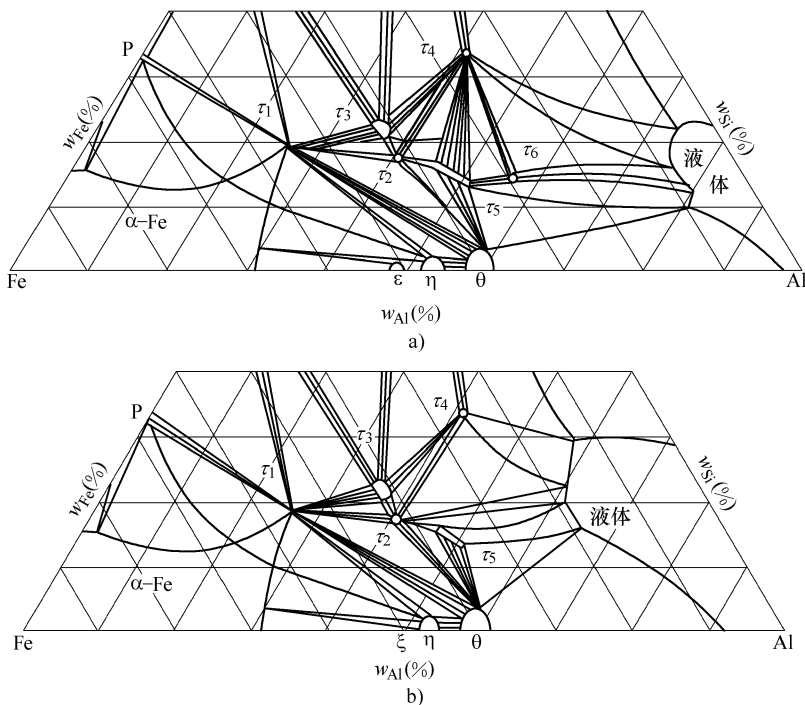 P
τ4
wFe(%)
τ1
τ3
wSi(%)
τ6
液
体
τ2
α-Fe
τ5
Fe
ε
η
θ
Al
wAl(%)
a)
P
τ4
τ3
wFe(%)
τ1
wSi(%)
液体
τ2
τ5
α-Fe
Fe
ξ
η
θ
Al
wAl(%)
b)